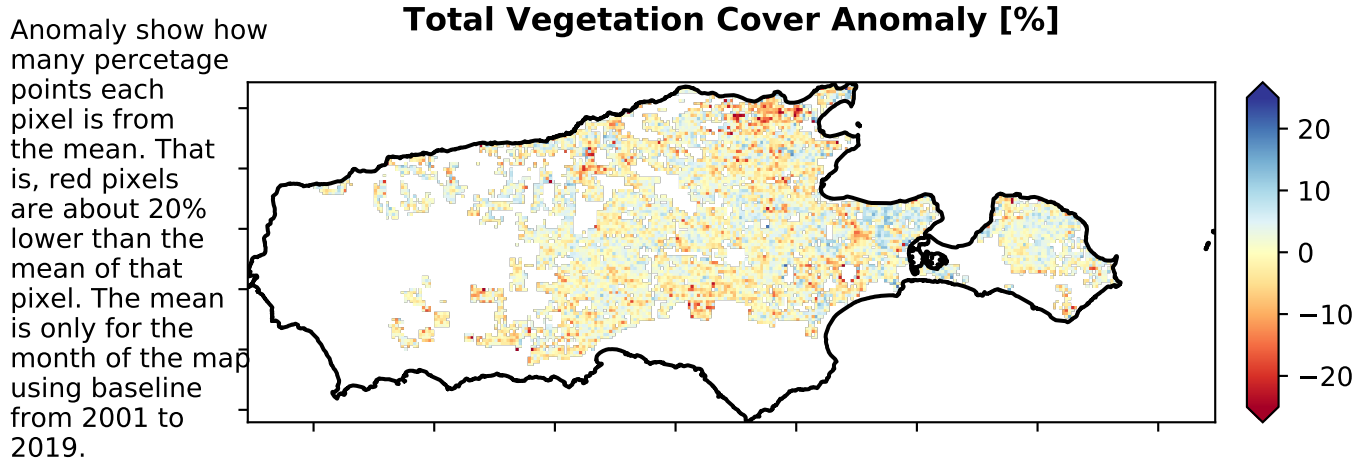 Total Vegetation Cover Anomaly [%]
Anomaly show how
many percetage
points each
pixel is from
the mean. That
is, red pixels
are about 20%
lower than the
mean of that
pixel. The mean
is only for the
month of the map
using baseline
from 2001 to
2019.
20
10
0
−10
−20